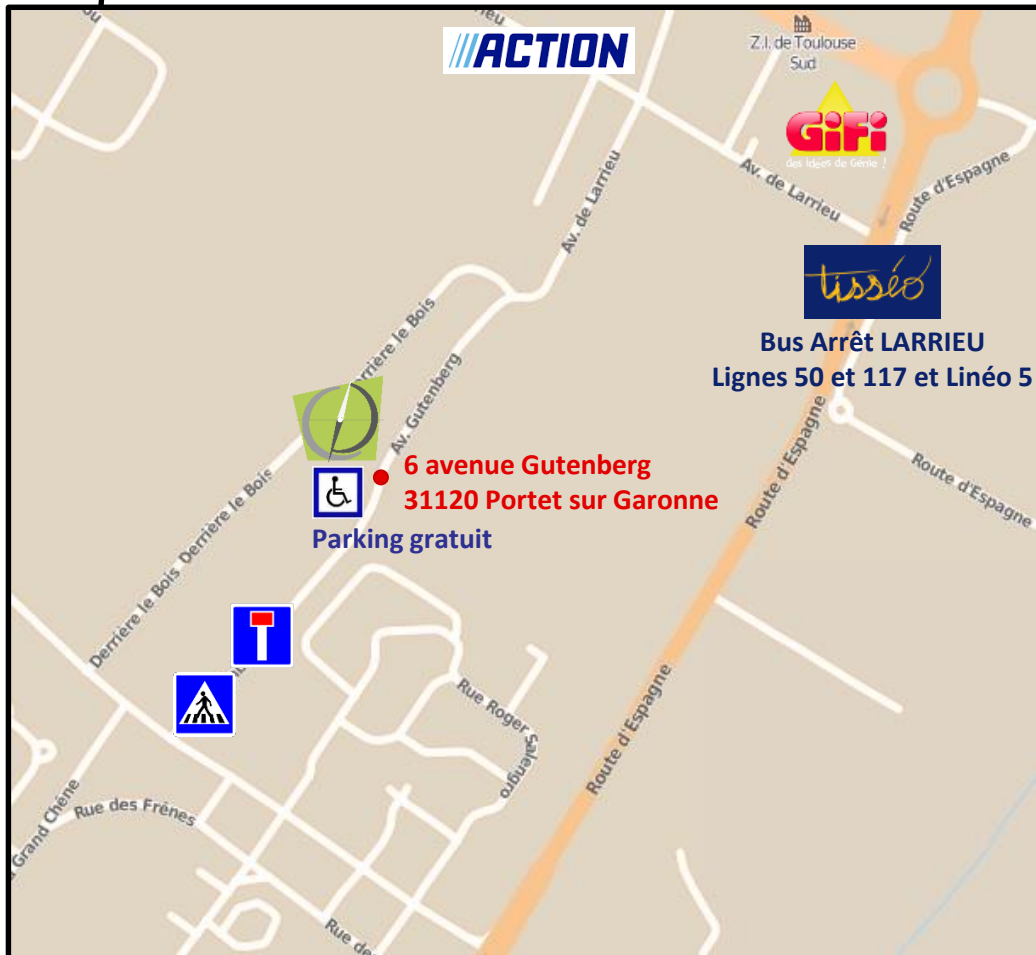 ACTION
Z.I. de Toulouse
Sud
GiFi
des Idées de Génie !
Av. de Larrieu
Av. de Larrieu
Route d'Espagne
tisséo
Bus Arrêt LARRIEU
Lignes 50 et 117 et Linéo 5
Derrière le Bois
Av. Gutenberg
6 avenue Gutenberg
31120 Portet sur Garonne
Parking gratuit
Route d'Espagne
Route d'Espagne
Derrière le Bois
Derrière le Bois
Rue Roger Salengro
Route d'Espagne
Rue des Frênes
Grand Chêne
Rue de